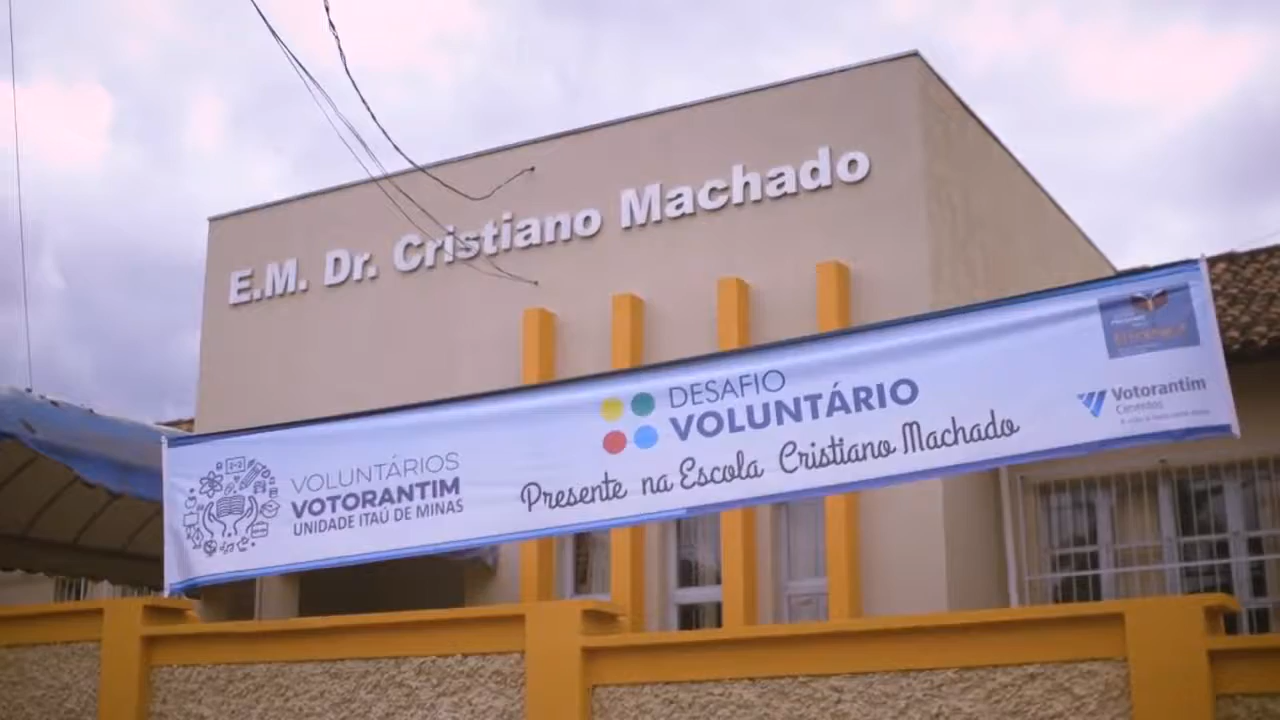 E.M. Dr. Cristiano Machado
DESAFIO
VOLUNTÁRIO
Presente na Escola Cristiano Machado
VOLUNTÁRIOS
VOTORANTIM
UNIDADE ITAÚ DE MINAS
Votorantim
Cimentos